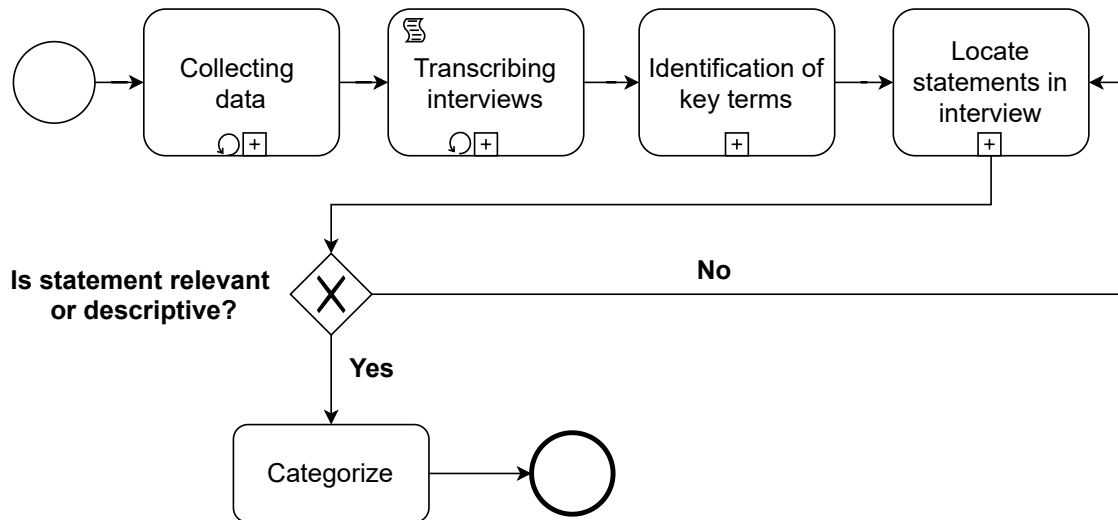 Collecting
data
Transcribing
interviews
Identification of
key terms
Locate
statements in
interview
Is statement relevant
or descriptive?
No
Yes
Categorize